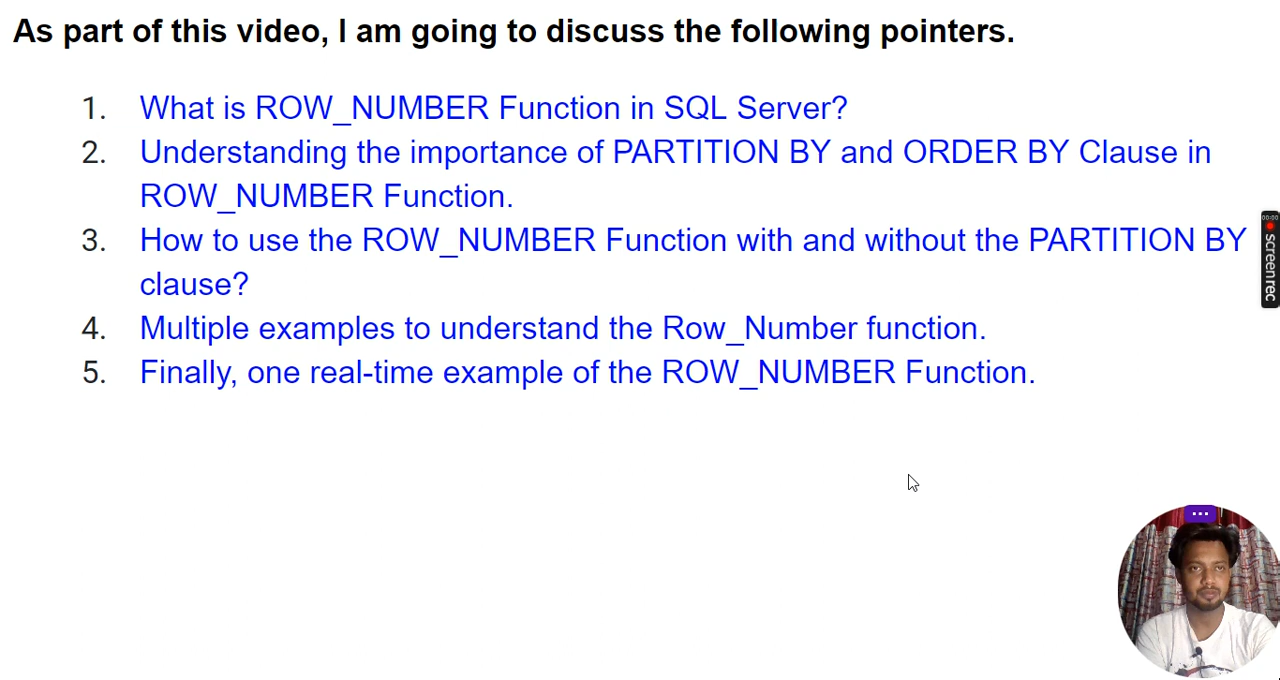 As part of this video, I am going to discuss the following pointers.
1. What is ROW_NUMBER Function in SQL Server?
2. Understanding the importance of PARTITION BY and ORDER BY Clause in
ROW_NUMBER Function.
3. How to use the ROW_NUMBER Function with and without the PARTITION BY
clause?
4. Multiple examples to understand the Row_Number function.
5. Finally, one real-time example of the ROW_NUMBER Function.
00:00
screenrec